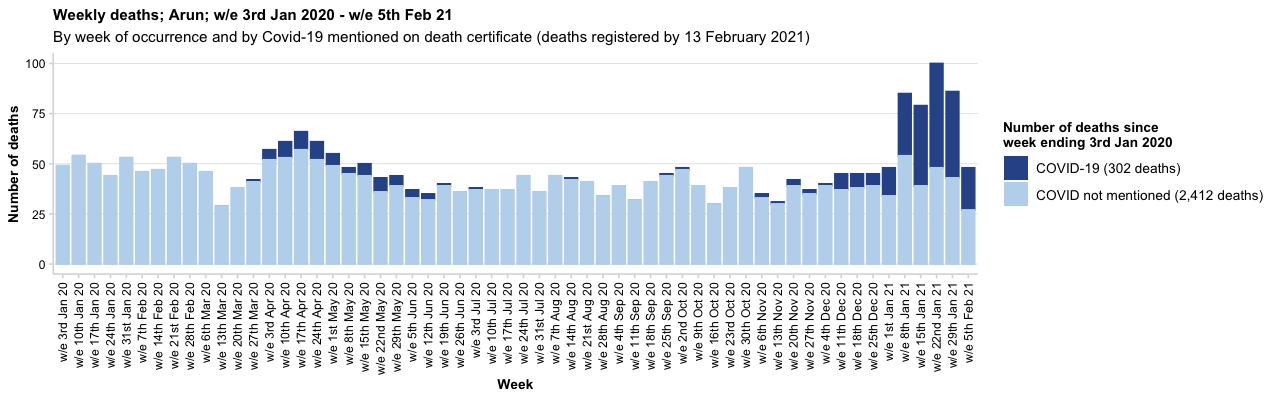 Weekly deaths; Arun; w/e 3rd Jan 2020 - w/e 5th Feb 21
By week of occurrence and by Covid-19 mentioned on death certificate (deaths registered by 13 February 2021)
Number of deaths
100
75
50
25
0
w/e 3rd Jan 20
w/e 10th Jan 20
w/e 17th Jan 20
w/e 24th Jan 20
w/e 31st Jan 20
w/e 7th Feb 20
w/e 14th Feb 20
w/e 21st Feb 20
w/e 28th Feb 20
w/e 6th Mar 20
w/e 13th Mar 20
w/e 20th Mar 20
w/e 27th Mar 20
w/e 3rd Apr 20
w/e 10th Apr 20
w/e 17th Apr 20
w/e 24th Apr 20
w/e 1st May 20
w/e 8th May 20
w/e 15th May 20
w/e 22nd May 20
w/e 29th May 20
w/e 5th Jun 20
w/e 12th Jun 20
w/e 19th Jun 20
w/e 26th Jun 20
w/e 3rd Jul 20
w/e 10th Jul 20
w/e 17th Jul 20
w/e 24th Jul 20
w/e 31st Jul 20
w/e 7th Aug 20
w/e 14th Aug 20
w/e 21st Aug 20
w/e 28th Aug 20
w/e 4th Sep 20
w/e 11th Sep 20
w/e 18th Sep 20
w/e 25th Sep 20
w/e 2nd Oct 20
w/e 9th Oct 20
w/e 16th Oct 20
w/e 23rd Oct 20
w/e 30th Oct 20
w/e 6th Nov 20
w/e 13th Nov 20
w/e 20th Nov 20
w/e 27th Nov 20
w/e 4th Dec 20
w/e 11th Dec 20
w/e 18th Dec 20
w/e 25th Dec 20
w/e 1st Jan 21
w/e 8th Jan 21
w/e 15th Jan 21
w/e 22nd Jan 21
w/e 29th Jan 21
w/e 5th Feb 21
Week
Number of deaths since
week ending 3rd Jan 2020
COVID-19 (302 deaths)
COVID not mentioned (2,412 deaths)